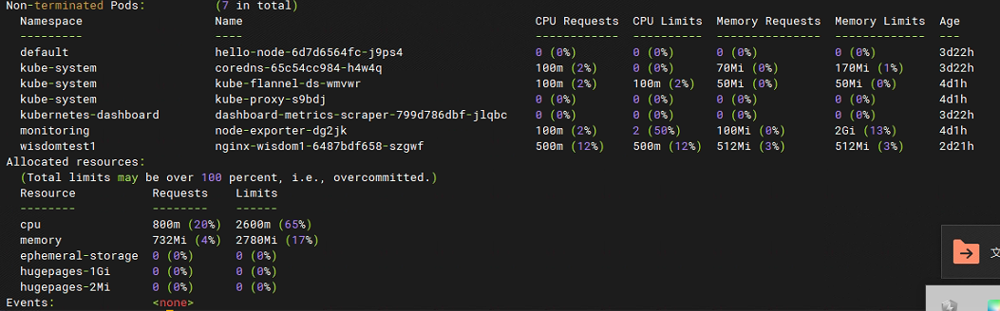 Non-terminated Pods:          (7 in total)
  Namespace                   Name                                          CPU Requests  CPU Limits  Memory Requests  Memory Limits  Age
  ---------                   ----                                          ------------  ----------  ---------------  -------------  ---
  default                     hello-node-6d7d6564fc-j9ps4                   0 (0%)        0 (0%)      0 (0%)           0 (0%)         3d22h
  kube-system                 coredns-65c54cc984-h4w4q                      100m (2%)     0 (0%)      70Mi (0%)        170Mi (1%)     3d22h
  kube-system                 kube-flannel-ds-wmvwr                         100m (2%)     100m (2%)   50Mi (0%)        50Mi (0%)      4d1h
  kube-system                 kube-proxy-s9bdj                              0 (0%)        0 (0%)      0 (0%)           0 (0%)         4d1h
  kubernetes-dashboard        dashboard-metrics-scraper-799d786dbf-jlqbc    0 (0%)        0 (0%)      0 (0%)           0 (0%)         3d22h
  monitoring                  node-exporter-dg2jk                           100m (2%)     2 (50%)     100Mi (0%)       2Gi (13%)      4d1h
  wisdomtest1                 nginx-wisdom1-6487bdf658-szgwf                500m (12%)    500m (12%)  512Mi (3%)       512Mi (3%)     2d21h
Allocated resources:
  (Total limits may be over 100 percent, i.e., overcommitted.)
  Resource           Requests    Limits
  --------           --------    ------
  cpu                800m (20%)  2600m (65%)
  memory             732Mi (4%)  2780Mi (17%)
  ephemeral-storage  0 (0%)      0 (0%)
  hugepages-1Gi      0 (0%)      0 (0%)
  hugepages-2Mi      0 (0%)      0 (0%)
Events:              <none>
文